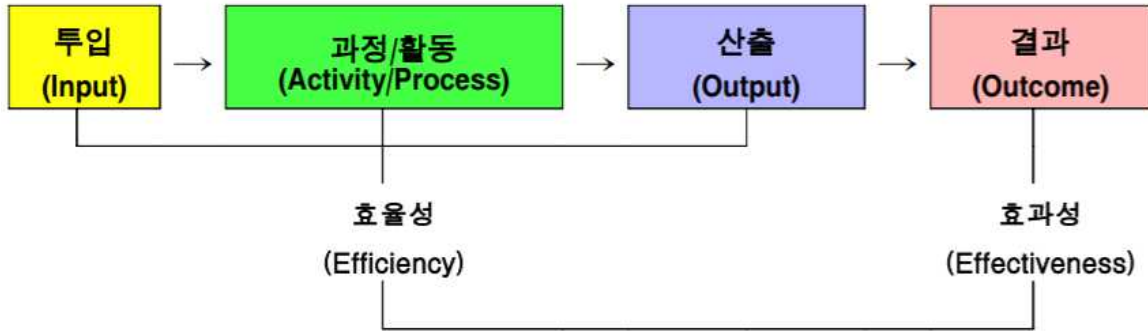 투입
(Input)
→
과정/활동
(Activity/Process)
→
산출
(Output)
→
결과
(Outcome)
효율성
(Efficiency)
효과성
(Effectiveness)